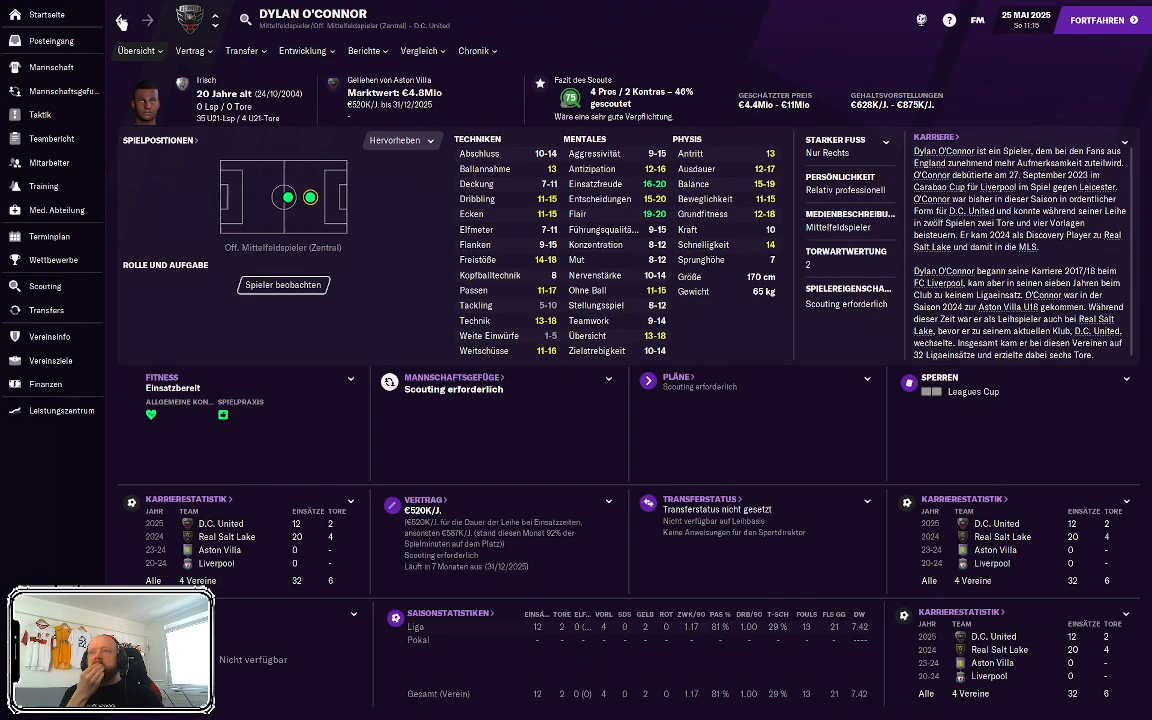 Startseite
Posteingang
Mannschaft
Mannschaftsgefü...
Taktik
Teambericht
Mitarbeiter
Training
Med. Abteilung
Terminplan
Wettbewerbe
Scouting
Transfers
Vereinsinfo
Vereinsziele
Finanzen
Leistungszentrum
DYLAN O'CONNOR
Mittelfeldspieler/Off. Mittelfeldspieler (Zentral) - D.C. United
FM
25 MAI 2025
So 11:15
FORTFAHREN
Übersicht Vertrag Transfer Entwicklung Berichte Vergleich Chronik
Irisch
20 Jahre alt (24/10/2004)
0 Lsp / 0 Tore
35 U21-Lsp / 4 U21-Tore
Geliehen von Aston Villa
Marktwert: €4.8Mio
€520K/J. bis 31/12/2025
-
Fazit des Scouts
75
4 Pros / 2 Kontras – 46% gescoutet
Wäre eine sehr gute Verpflichtung.
GESCHÄTZTER PREIS
€4.4Mio - €11Mio
GEHALTSVORSTELLUNGEN
€628K/J. - €875K/J.
SPIELPOSITIONEN
Hervorheben
Off. Mittelfeldspieler (Zentral)
ROLLE UND AUFGABE
Spieler beobachten
TECHNIKEN
Abschluss 10-14
Ballannahme 13
Deckung 7-11
Dribbling 11-15
Ecken 11-15
Elfmeter 7-11
Flanken 9-15
Freistöße 14-18
Kopfballtechnik 8
Passen 11-17
Tackling 5-10
Technik 13-18
Weite Einwürfe 1-5
Weitschüsse 11-16
MENTALES
Aggressivität 9-15
Antizipation 12-16
Einsatzfreude 16-20
Entscheidungen 15-20
Flair 19-20
Führungsqualitä... 9-15
Konzentration 8-12
Mut 8-12
Nervenstärke 10-14
Ohne Ball 11-15
Stellungsspiel 8-12
Teamwork 9-14
Übersicht 13-18
Zielstrebigkeit 10-14
PHYSIS
Antritt 13
Ausdauer 12-17
Balance 15-19
Beweglichkeit 11-15
Grundfitness 12-18
Kraft 10
Schnelligkeit 14
Sprunghöhe 7
Größe 170 cm
Gewicht 65 kg
STARKER FUSS
Nur Rechts
PERSÖNLICHKEIT
Relativ professionell
MEDIENBESCHREIBU...
Mittelfeldspieler
TORWARTWERTUNG
2
SPIELEREIGENSCHA...
Scouting erforderlich
KARRIERE
Dylan O'Connor ist ein Spieler, dem bei den Fans aus
England zunehmend mehr Aufmerksamkeit zuteilwird.
O'Connor debütierte am 27. September 2023 im
Carabao Cup für Liverpool im Spiel gegen Leicester.
O'Connor war bisher in dieser Saison in ordentlicher
Form für D.C. United und konnte während seiner Leihe
in zwölf Spielen zwei Tore und vier Vorlagen
beisteuern. Er kam 2024 als Discovery Player zu Real
Salt Lake und damit in die MLS.
Dylan O'Connor begann seine Karriere 2017/18 beim
FC Liverpool, kam aber in seinen sieben Jahren beim
Club zu keinem Ligaeinsatz. O'Connor war in der
Saison 2024 zur Aston Villa U18 gekommen. Während
dieser Zeit war er als Leihspieler auch bei Real Salt
Lake, bevor er zu seinem aktuellen Klub, D.C. United,
wechselte. Insgesamt kam er bei diesen Vereinen auf
32 Ligaeinsätze und erzielte dabei sechs Tore.
FITNESS
Einsatzbereit
ALLGEMEINE KON... SPIELPRAXIS
MANNSCHAFTSGEFÜGE
Scouting erforderlich
PLÄNE
Scouting erforderlich
SPERREN
Leagues Cup
KARRIERESTATISTIK
JAHR TEAM EINSÄTZE TORE
2025 D.C. United 12 2
2024 Real Salt Lake 20 4
23-24 Aston Villa 0 -
20-24 Liverpool 0 -
Alle 4 Vereine 32 6
VERTRAG
€520K/J.
(€520K/J. für die Dauer der Leihe bei Einsatzzeiten,
ansonsten €587K/J. (stand diesen Monat 92% der
Spielminuten auf dem Platz))
Scouting erforderlich
Läuft in 7 Monaten aus (31/12/2025)
TRANSFERSTATUS
Transferstatus nicht gesetzt
Nicht verfügbar auf Leihbasis
Keine Anweisungen für den Sportdirektor
KARRIERESTATISTIK
JAHR TEAM EINSÄTZE TORE
2025 D.C. United 12 2
2024 Real Salt Lake 20 4
23-24 Aston Villa 0 -
20-24 Liverpool 0 -
Alle 4 Vereine 32 6
Nicht verfügbar
SAISONSTATISTIKEN
EINSÄ... TORE ELF... VORL SDS GELB ROT ZWK/90 PAS % DRB/90 T-SCH FOULS FLS GG DW
Liga 12 2 0 (... 4 0 2 0 1.17 81 % 1.00 29 % 13 21 7.42
Pokal - - - - - - - - - - - - - ----
Gesamt (Verein) 12 2 0 (0) 4 0 2 0 1.17 81 % 1.00 29 % 13 21 7.42
KARRIERESTATISTIK
JAHR TEAM EINSÄTZE TORE
2025 D.C. United 12 2
2024 Real Salt Lake 20 4
23-24 Aston Villa 0 -
20-24 Liverpool 0 -
Alle 4 Vereine 32 6